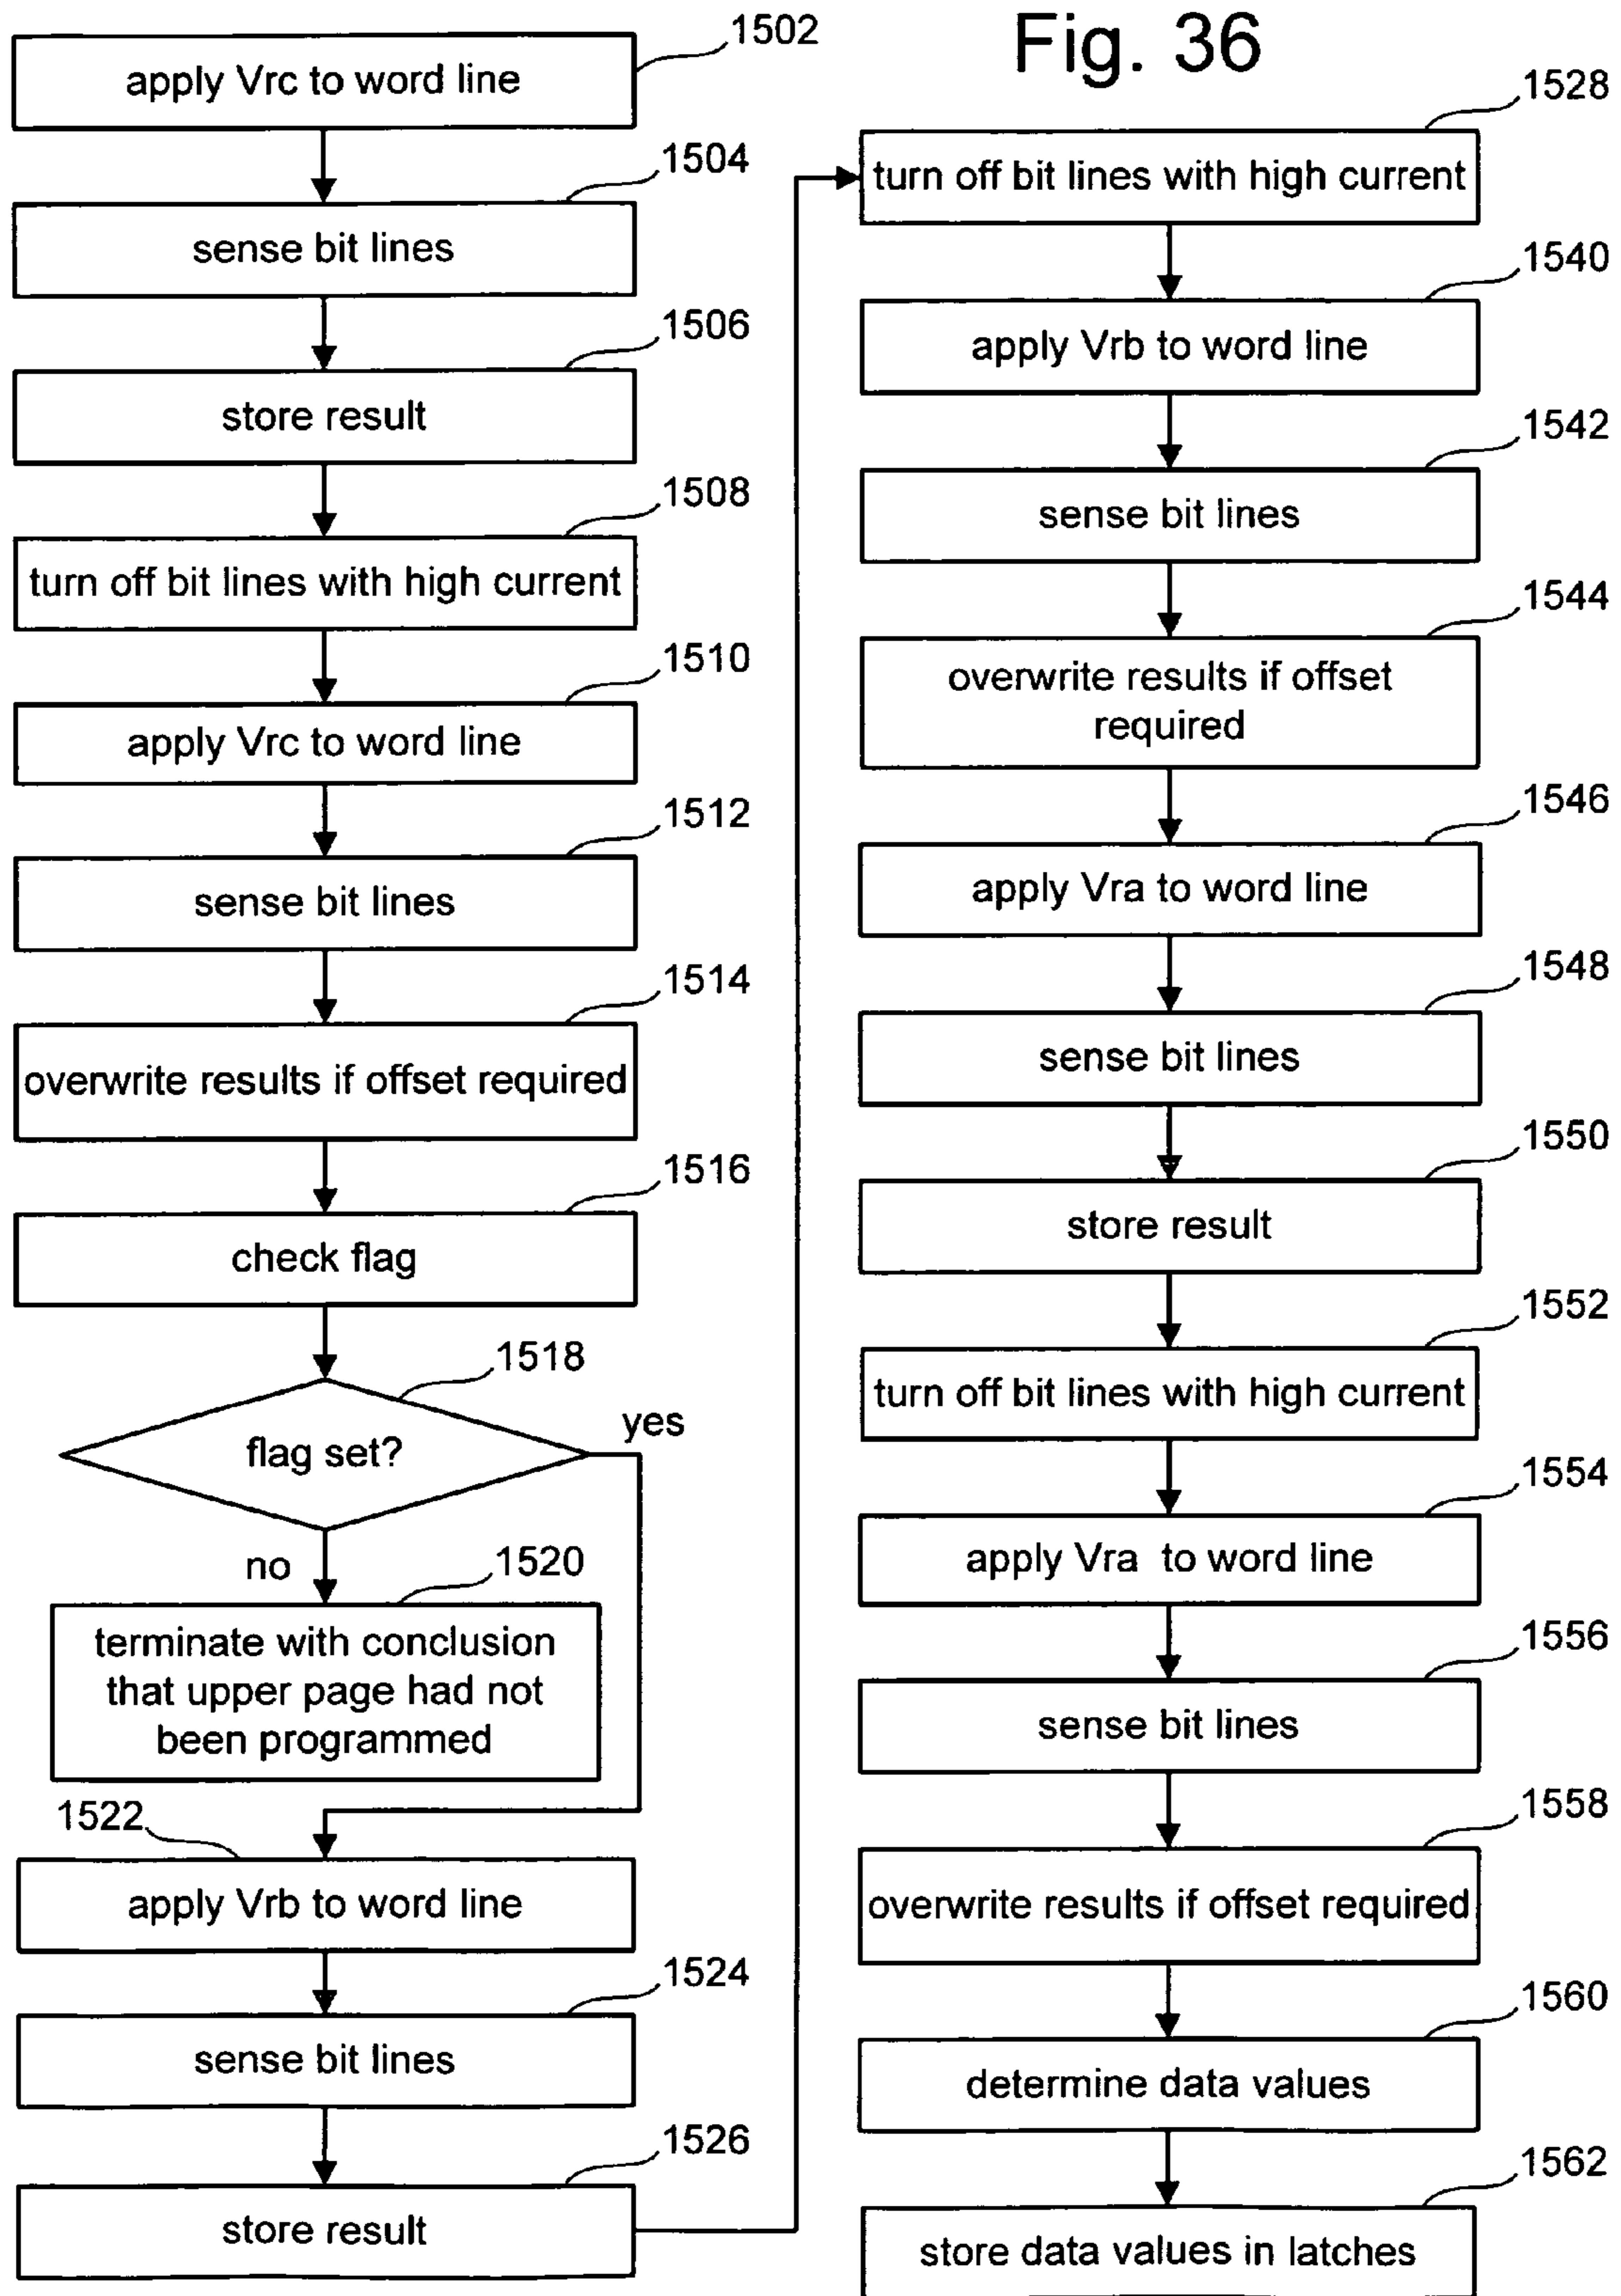 Fig. 36
1502
apply Vrc to word line
1504
sense bit lines
1506
store result
1508
turn off bit lines with high current
1510
apply Vrc to word line
1512
sense bit lines
1514
overwrite results if offset required
1516
check flag
1518
flag set?
yes
no
1520
terminate with conclusion
that upper page had not
been programmed
1522
apply Vrb to word line
1524
sense bit lines
1526
store result
1528
turn off bit lines with high current
1540
apply Vrb to word line
1542
sense bit lines
1544
overwrite results if offset
required
1546
apply Vra to word line
1548
sense bit lines
1550
store result
1552
turn off bit lines with high current
1554
apply Vra to word line
1556
sense bit lines
1558
overwrite results if offset required
1560
determine data values
1562
store data values in latches